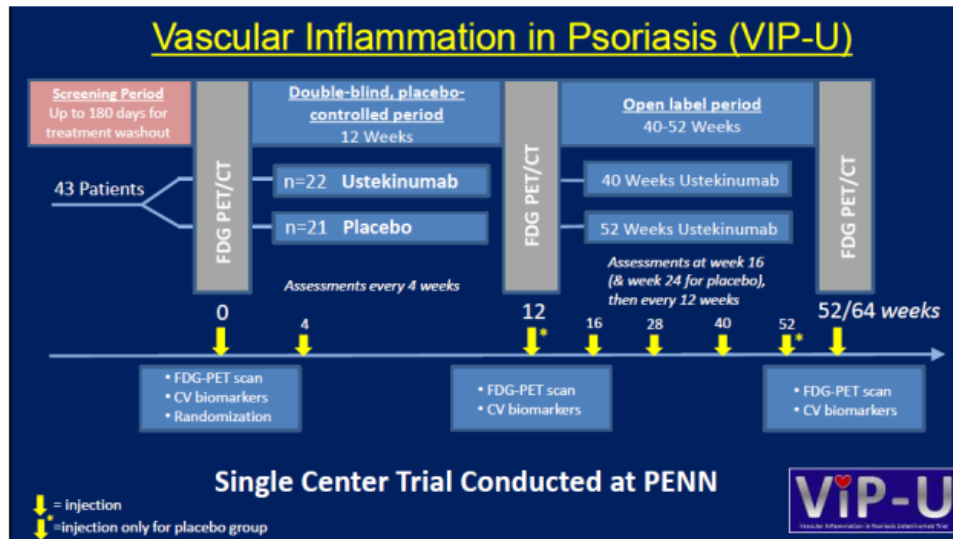 Vascular Inflammation in Psoriasis (VIP-U)
Screening Period
Up to 180 days for
treatment washout
FDG PET/CT
Double-blind, placebo-
controlled period
12 Weeks
FDG PET/CT
Open label period
40-52 Weeks
FDG PET/CT
43 Patients
n=22 Ustekinumab
n=21 Placebo
40 Weeks Ustekinumab
52 Weeks Ustekinumab
Assessments every 4 weeks
Assessments at week 16
(& week 24 for placebo),
then every 12 weeks
0
4
12
*
16
28
40
52
*
52/64 weeks
• FDG-PET scan
• CV biomarkers
• Randomization
• FDG-PET scan
• CV biomarkers
• FDG-PET scan
• CV biomarkers
Single Center Trial Conducted at PENN
= injection
*=injection only for placebo group
ViP-U
Vascular Inflammation in Psoriasis Ustekinumab Trial